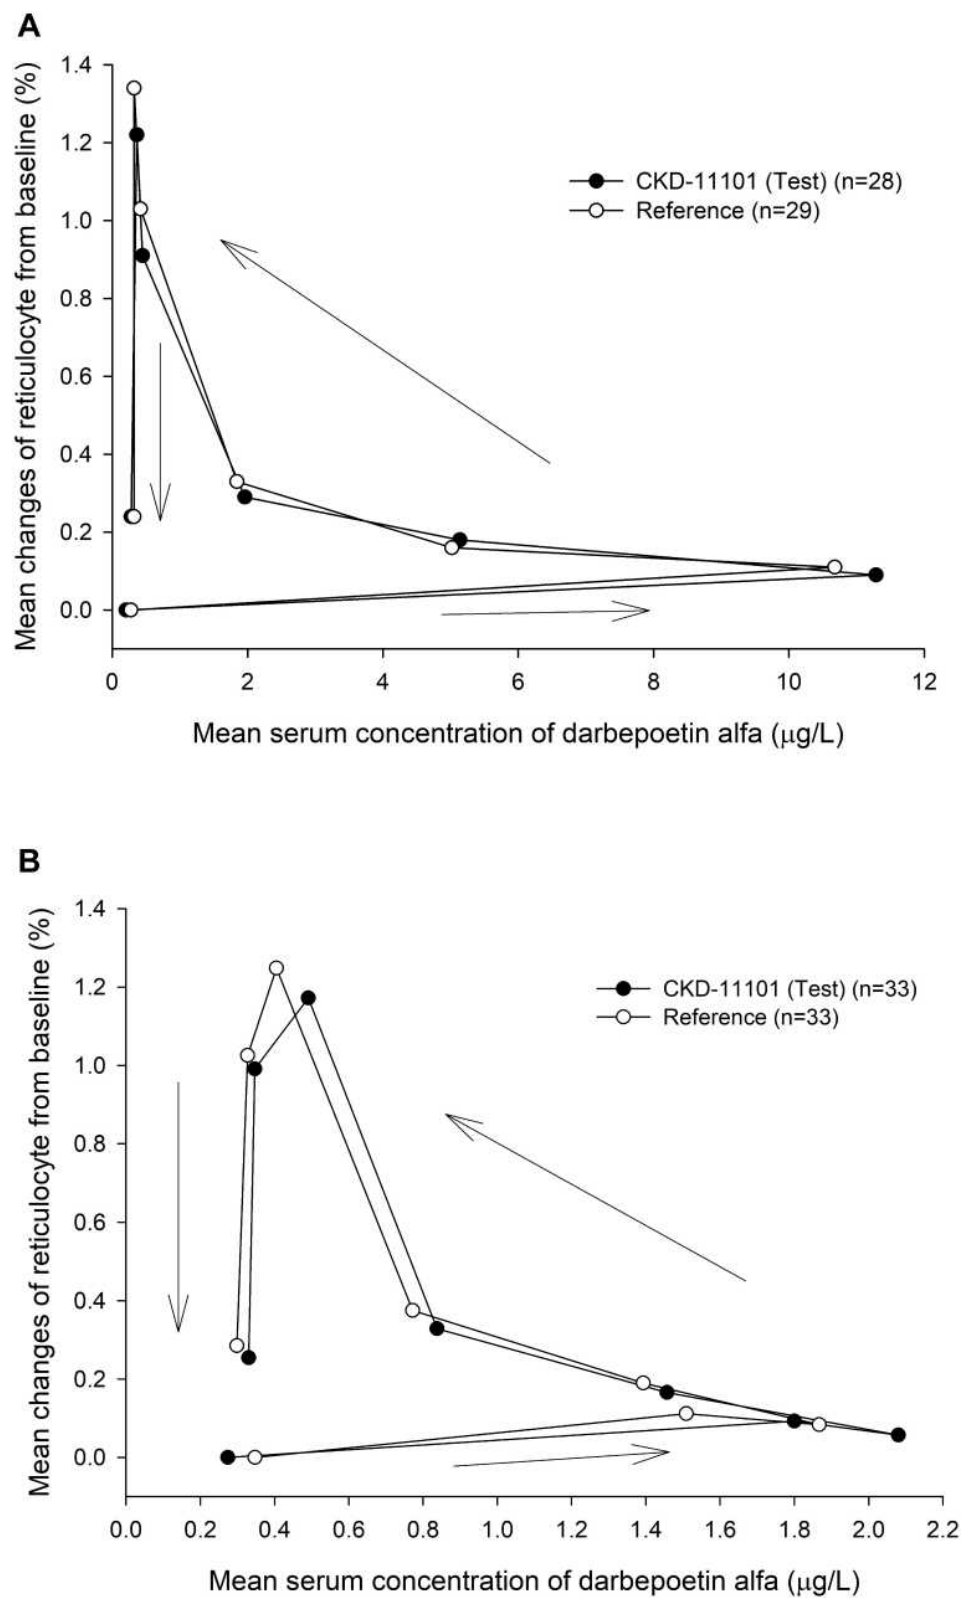 A
Mean changes of reticulocyte from baseline (%)
1.4
1.2
1.0
0.8
0.6
0.4
0.2
0.0
CKD-11101 (Test) (n=28)
Reference (n=29)
0 2 4 6 8 10 12
Mean serum concentration of darbepoetin alfa (μg/L)
B
Mean changes of reticulocyte from baseline (%)
1.4
1.2
1.0
0.8
0.6
0.4
0.2
0.0
CKD-11101 (Test) (n=33)
Reference (n=33)
0.0 0.2 0.4 0.6 0.8 1.0 1.2 1.4 1.6 1.8 2.0 2.2
Mean serum concentration of darbepoetin alfa (μg/L)